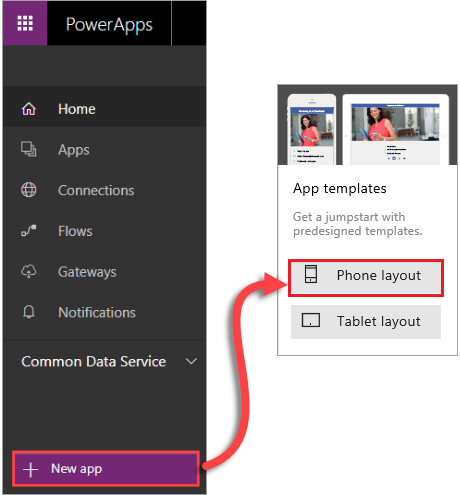 PowerApps
Home
Apps
Connections
Flows
Gateways
Notifications
Common Data Service
New app
App templates
Get a jumpstart with
predesigned templates.
Phone layout
Tablet layout